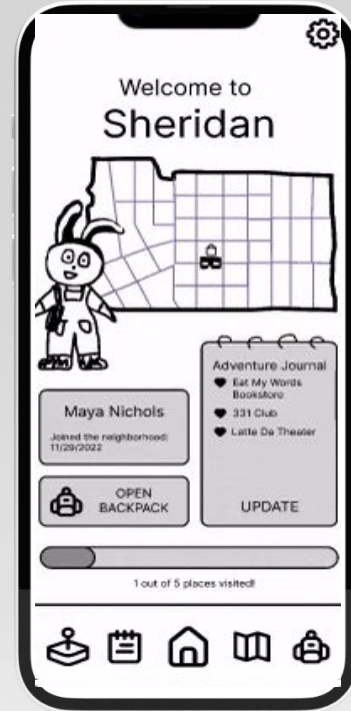 Welcome to
Sheridan
Adventure Journal
Eat My Words
Bookstore
331 Club
Latte Da Theater
UPDATE
Maya Nichols
Joined the neighborhood:
11/29/2022
OPEN
BACKPACK
1 out of 5 places visited!